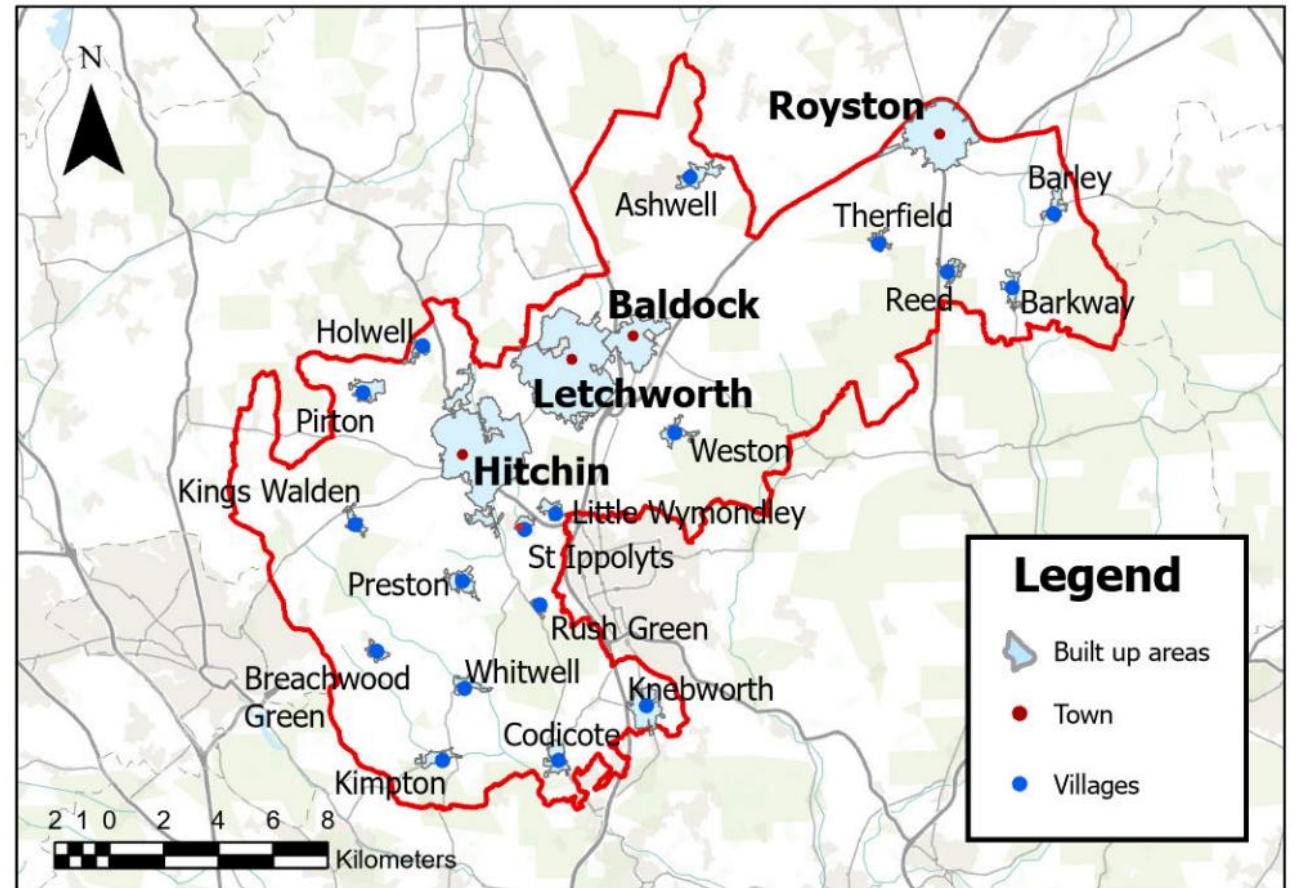 N
Royston
Barley
Ashwell
Therfield
Reed
Barkway
Baldock
Holwell
Letchworth
Pirton
Weston
Hitchin
Kings Walden
Little Wymondley
St Ippolyts
Preston
Rush Green
Breachwood
Green
Whitwell
Knebworth
Codicote
Kimpton
2 1 0 2 4 6 8
Kilometers
Legend
Built up areas
Town
Villages